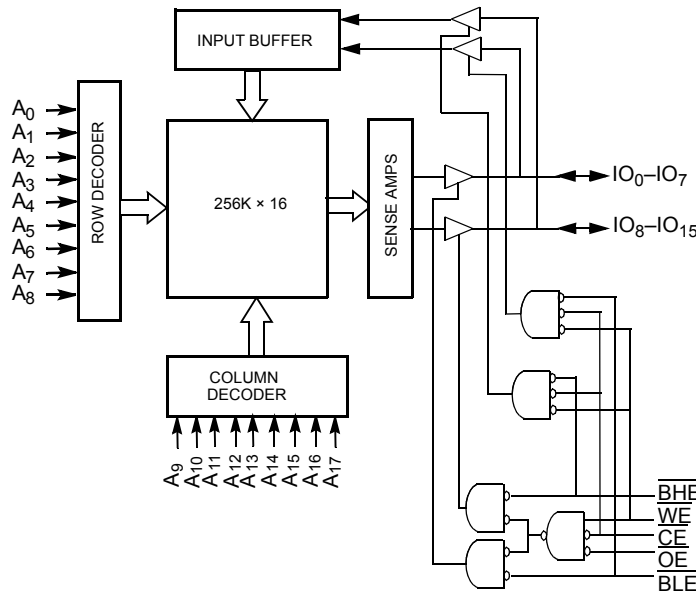 INPUT BUFFER
A0
A1
A2
A3
A4
A5
A6
A7
A8
ROW DECODER
256K × 16
SENSE AMPS
IO0–IO7
IO8–IO15
COLUMN
DECODER
A9
A10
A11
A12
A13
A14
A15
A16
A17
BHE
WE
CE
OE
BLE